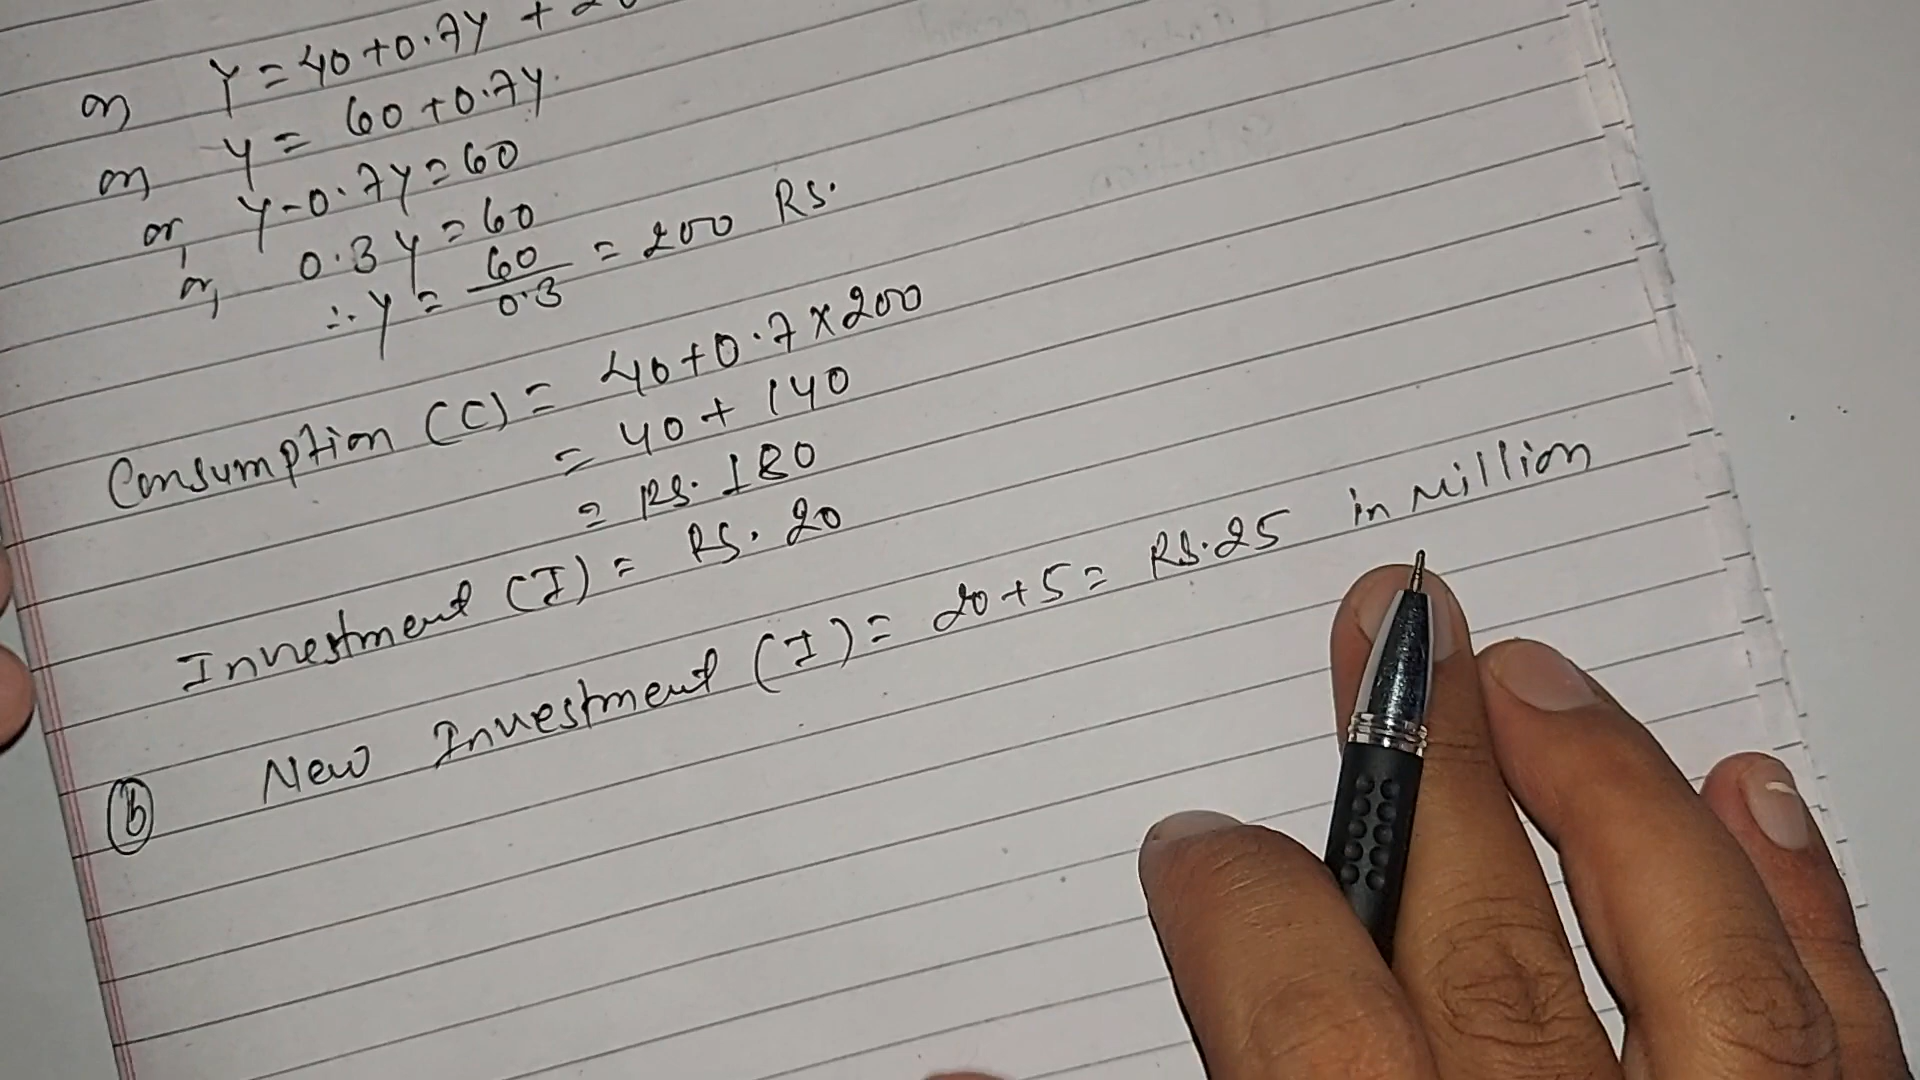 or Y = 40 + 0.7Y +
or Y = 60 + 0.7Y.
or, Y - 0.7Y = 60
or, 0.3Y = 60
∴ Y = 60/0.3 = 200 Rs.
Consumption (C) = 40 + 0.7 x 200
= 40 + 140
= Rs. 180
Investment (I) = Rs. 20
(b) New Investment (I) = 20 + 5 = Rs. 25 in Million